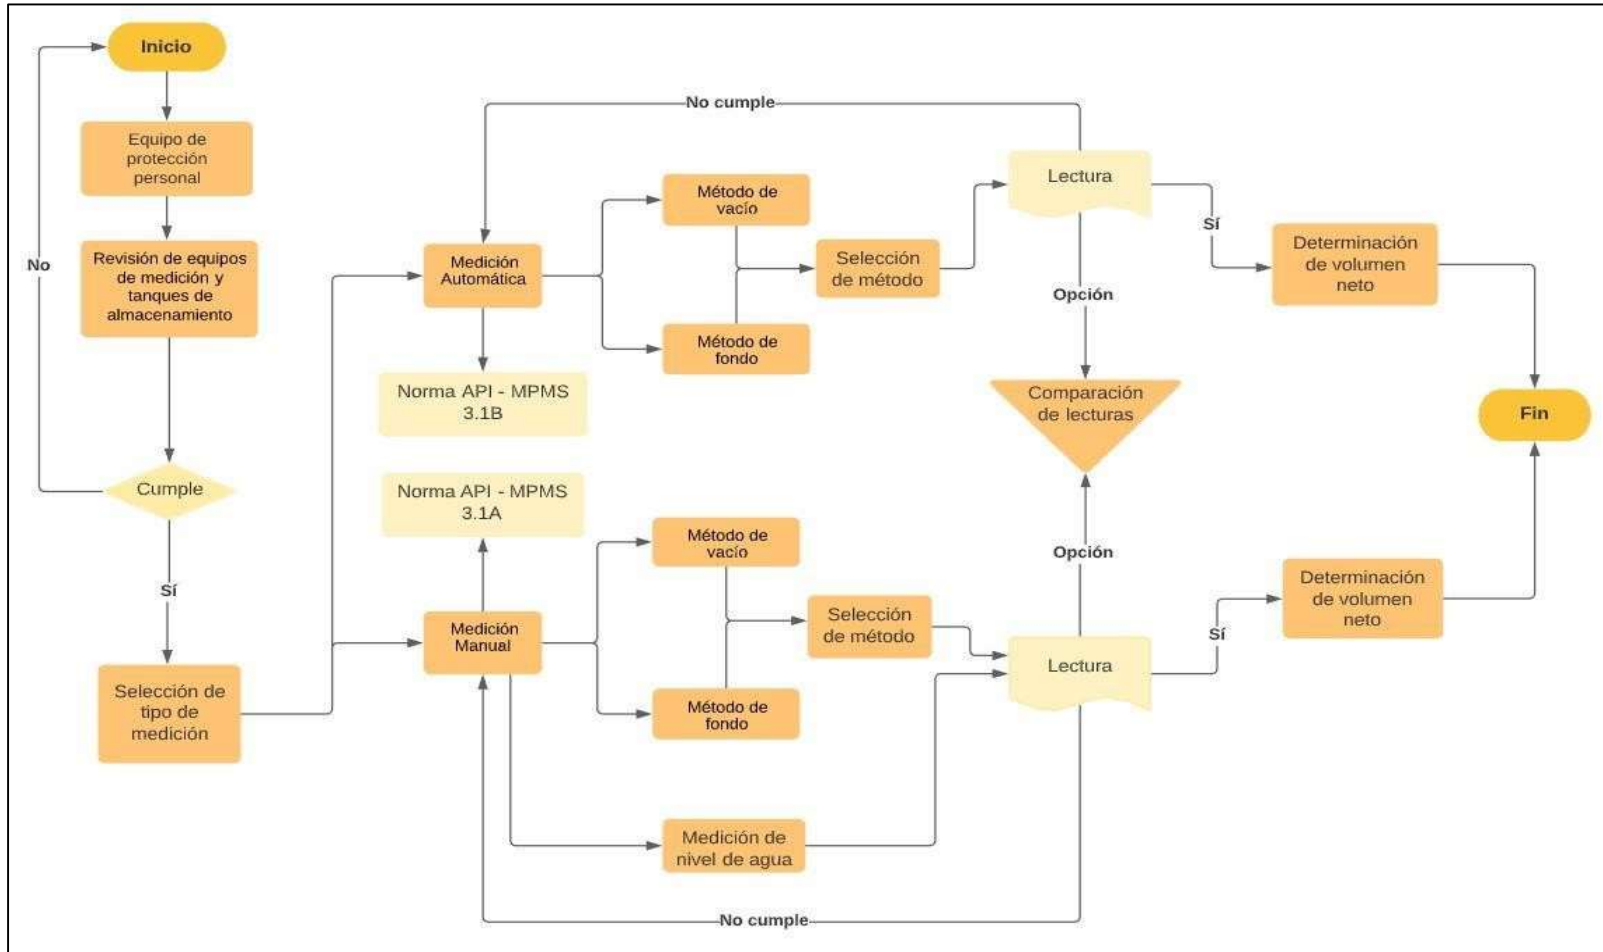 Inicio
Equipo de
protección
personal
Revisión de equipos
de medición y
tanques de
almacenamiento
No
Cumple
Sí
Selección de
tipo de
medición
No cumple
Medición
Automática
Norma API - MPMS
3.1B
Método de
vacío
Método de
fondo
Selección
de método
Lectura
Sí
Determinación
de volumen
neto
Opción
Comparación
de lecturas
Fin
Norma API - MPMS
3.1A
Medición
Manual
Método de
vacío
Método de
fondo
Selección
de método
Opción
Lectura
Sí
Determinación
de volumen
neto
Medición de
nivel de agua
No cumple